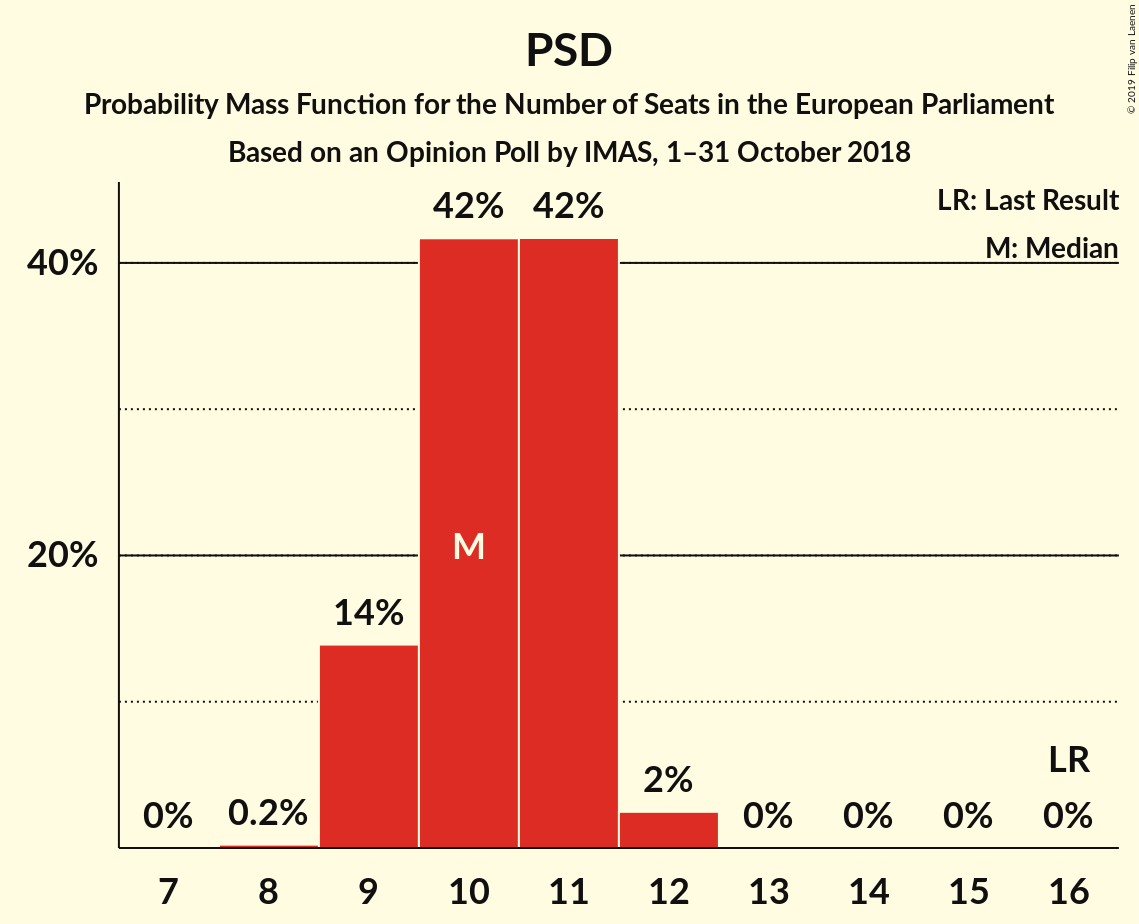 PSD
Probability Mass Function for the Number of Seats in the European Parliament
Based on an Opinion Poll by IMAS, 1–31 October 2018
© 2019 Filip van Laenen
LR: Last Result
M: Median
42% 42%
40%
M
20%
14%
LR
2%
0% 0.2% 0% 0% 0% 0%
7 8 9 10 11 12 13 14 15 16